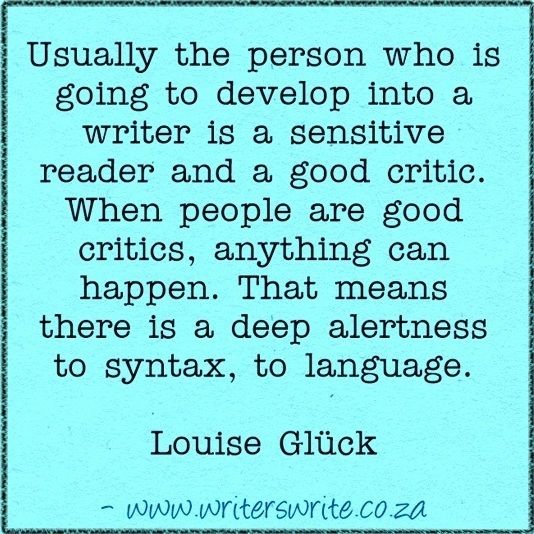 Usually the person who is
going to develop into a
writer is a sensitive
reader and a good critic.
When people are good
critics, anything can
happen. That means
there is a deep alertness
to syntax, to language.
Louise Glück
- www.writerswrite.co.za